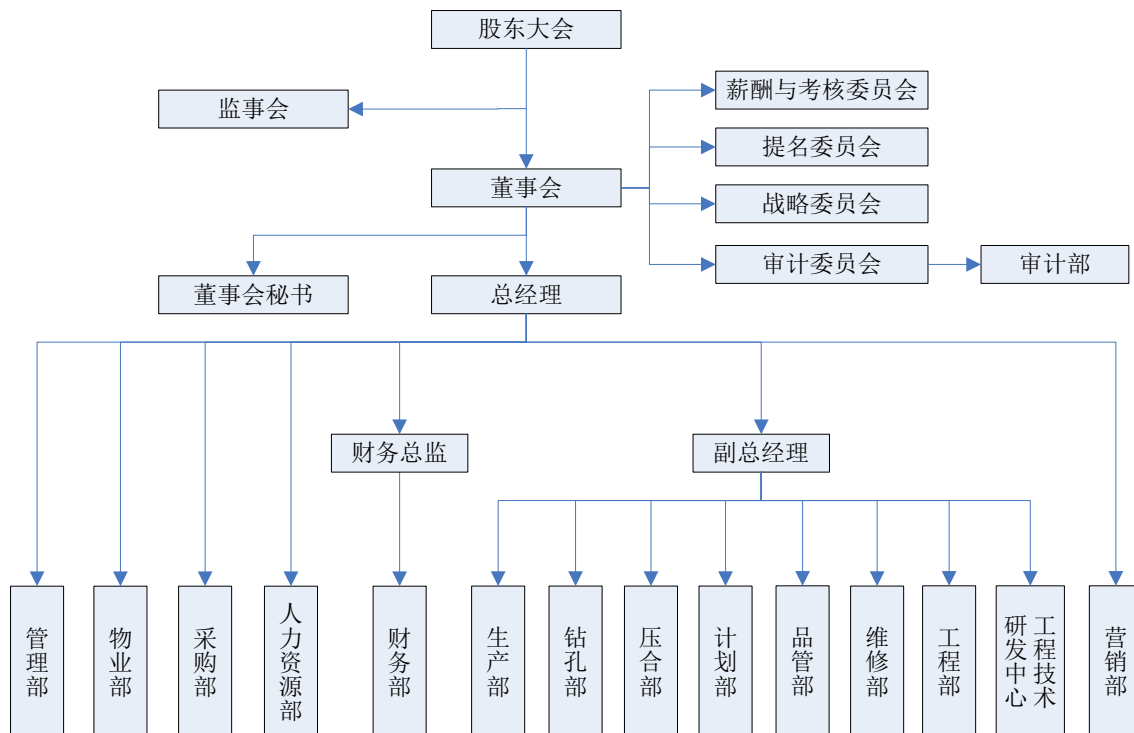 股东大会
监事会
薪酬与考核委员会
提名委员会
董事会
战略委员会
审计委员会
审计部
董事会秘书
总经理
财务总监
副总经理
管理部
物业部
采购部
人力资源部
财务部
生产部
钻孔部
压合部
计划部
品管部
维修部
工程部
工程技术
研发中心
营销部